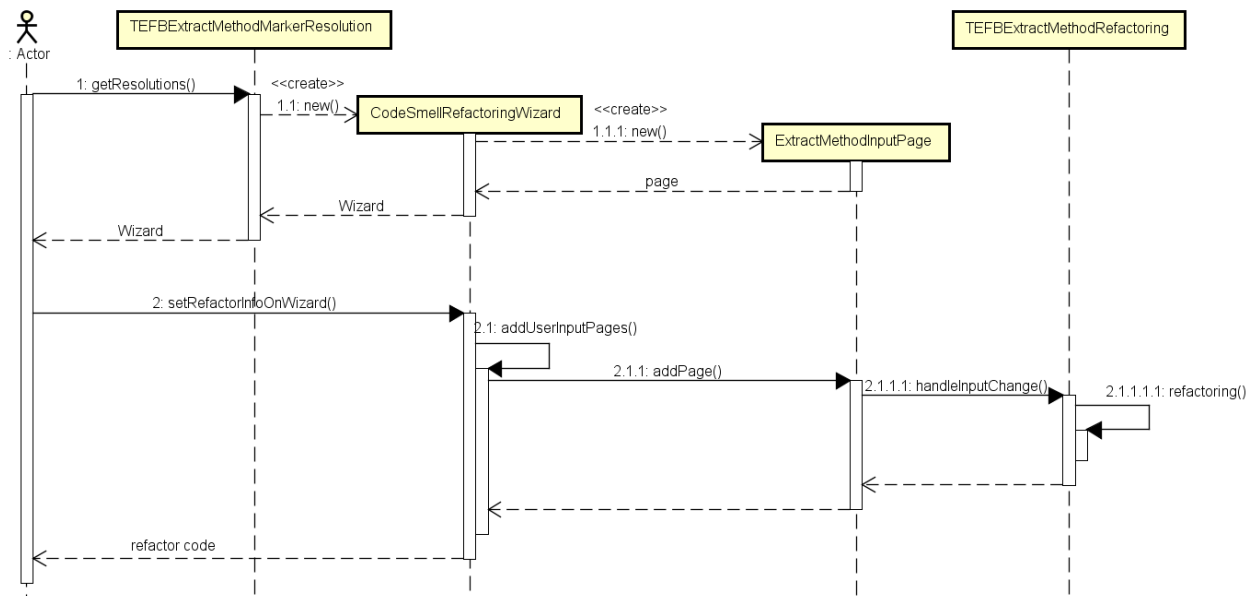 TEFBExtractMethodMarkerResolution
TEFBExtractMethodRefactoring
: Actor
1: getResolutions()
<<create>>
1.1: new()
CodeSmellRefactoringWizard
<<create>>
1.1.1: new()
ExtractMethodInputPage
page
Wizard
Wizard
2: setRefactorInfoOnWizard()
2.1: addUserInputPages()
2.1.1: addPage()
2.1.1.1: handleInputChange()
2.1.1.1.1: refactoring()
refactor code